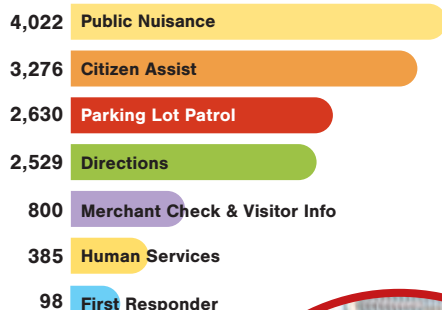 4,022 Public Nuisance
3,276 Citizen Assist
2,630 Parking Lot Patrol
2,529 Directions
800 Merchant Check & Visitor Info
385 Human Services
98 First Responder